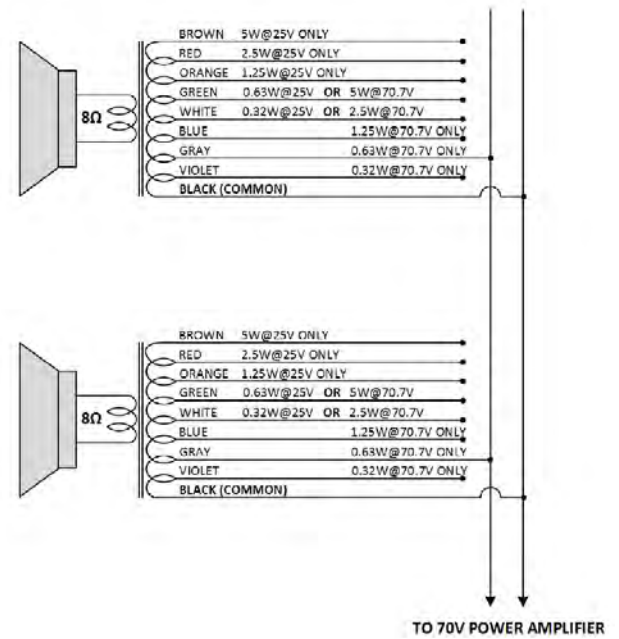 BROWN 5W@25V ONLY
RED 2.5W@25V ONLY
ORANGE 1.25W@25V ONLY
GREEN 0.63W@25V OR 5W@70.7V
8Ω
WHITE 0.32W@25V OR 2.5W@70.7V
BLUE 1.25W@70.7V ONLY
GRAY 0.63W@70.7V ONLY
VIOLET 0.32W@70.7V ONLY
BLACK (COMMON)
BROWN 5W@25V ONLY
RED 2.5W@25V ONLY
ORANGE 1.25W@25V ONLY
GREEN 0.63W@25V OR 5W@70.7V
8Ω
WHITE 0.32W@25V OR 2.5W@70.7V
BLUE 1.25W@70.7V ONLY
GRAY 0.63W@70.7V ONLY
VIOLET 0.32W@70.7V ONLY
BLACK (COMMON)
TO 70V POWER AMPLIFIER